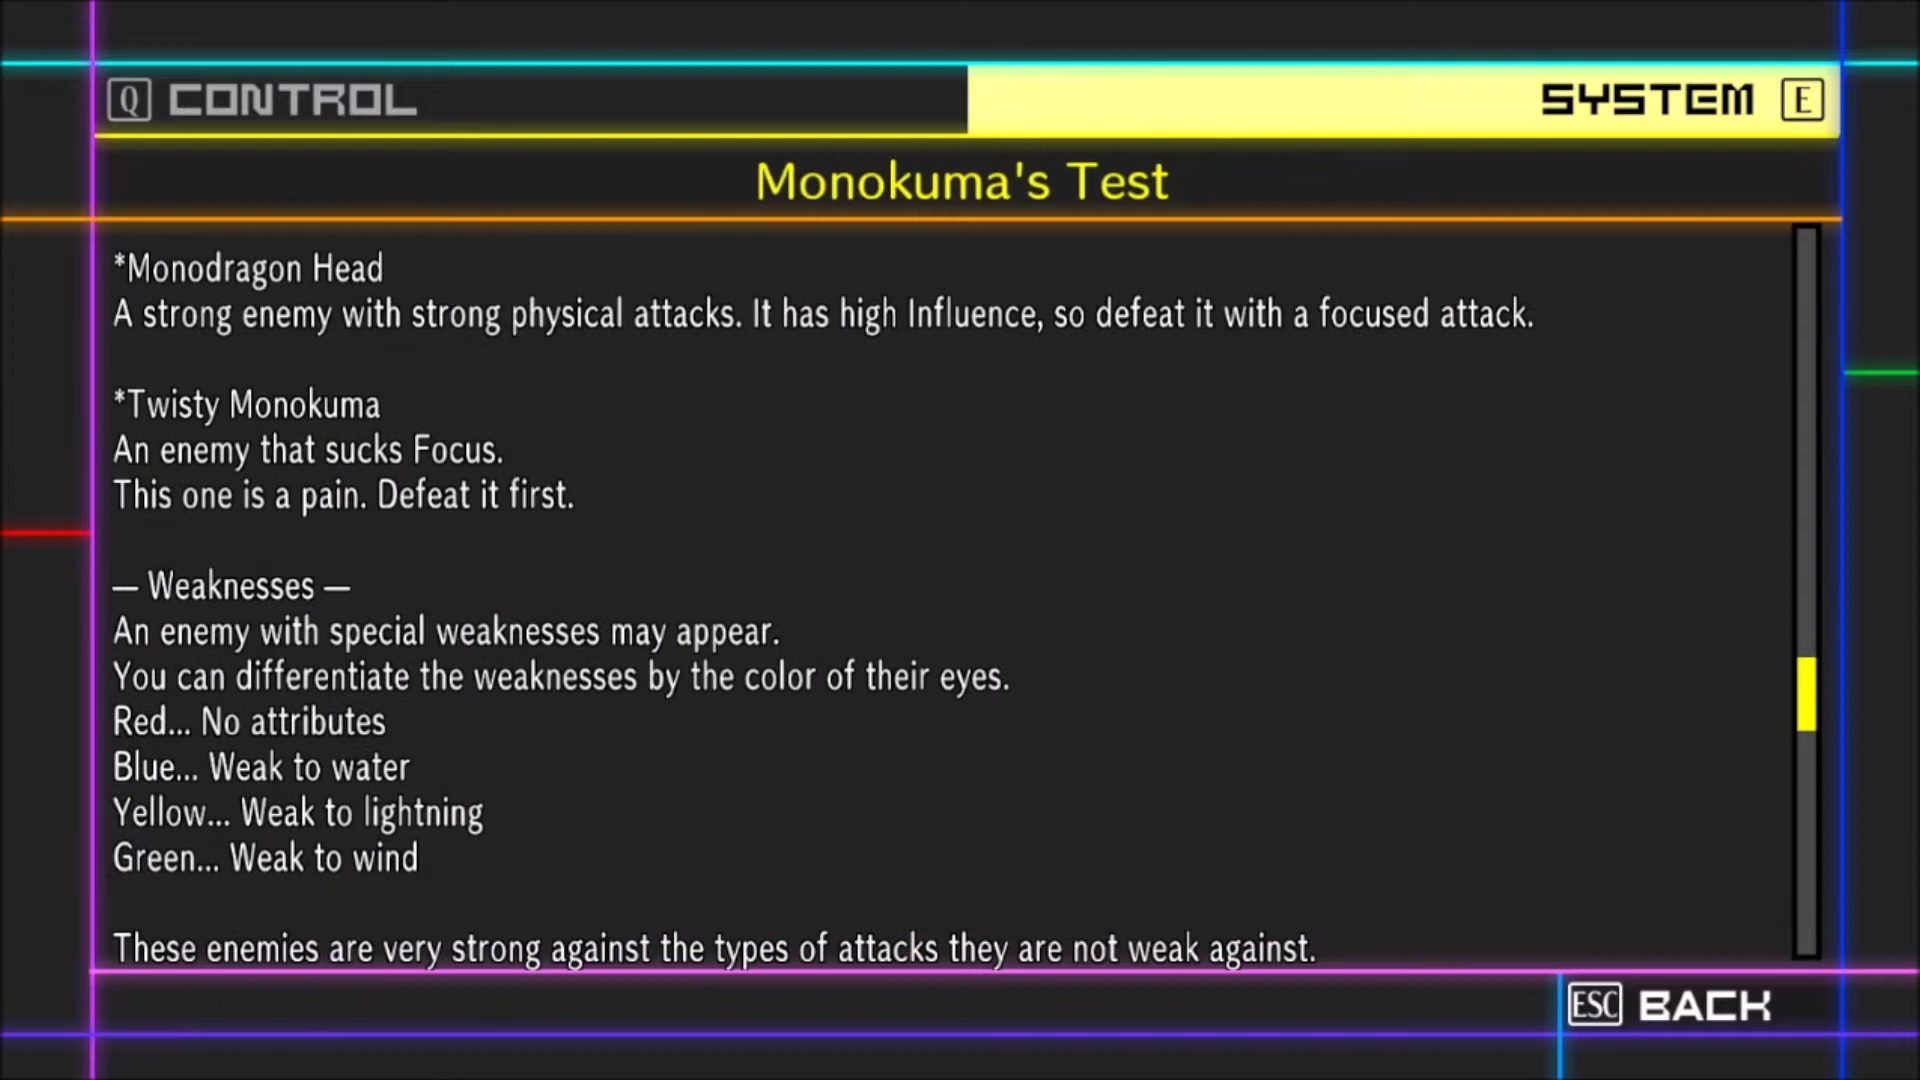 Q CONTROL
SYSTEM E
Monokuma's Test
*Monodragon Head
A strong enemy with strong physical attacks. It has high Influence, so defeat it with a focused attack.
*Twisty Monokuma
An enemy that sucks Focus.
This one is a pain. Defeat it first.
— Weaknesses —
An enemy with special weaknesses may appear.
You can differentiate the weaknesses by the color of their eyes.
Red... No attributes
Blue... Weak to water
Yellow... Weak to lightning
Green... Weak to wind
These enemies are very strong against the types of attacks they are not weak against.
ESC BACK